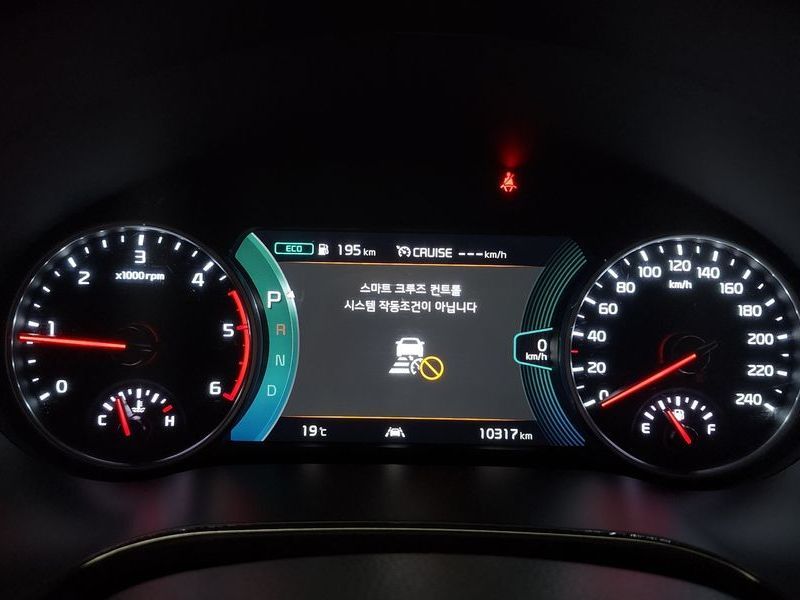 ECO 195 km CRUISE ---km/h
스마트 크루즈 컨트롤
시스템 작동조건이 아닙니다
P
R
N
D
0
km/h
19℃ 10317 km
0 1 2 3 4 5 6
x1000rpm
C H
0 20 40 60 80 100 120 140 160 180 200 220 240
km/h
E F